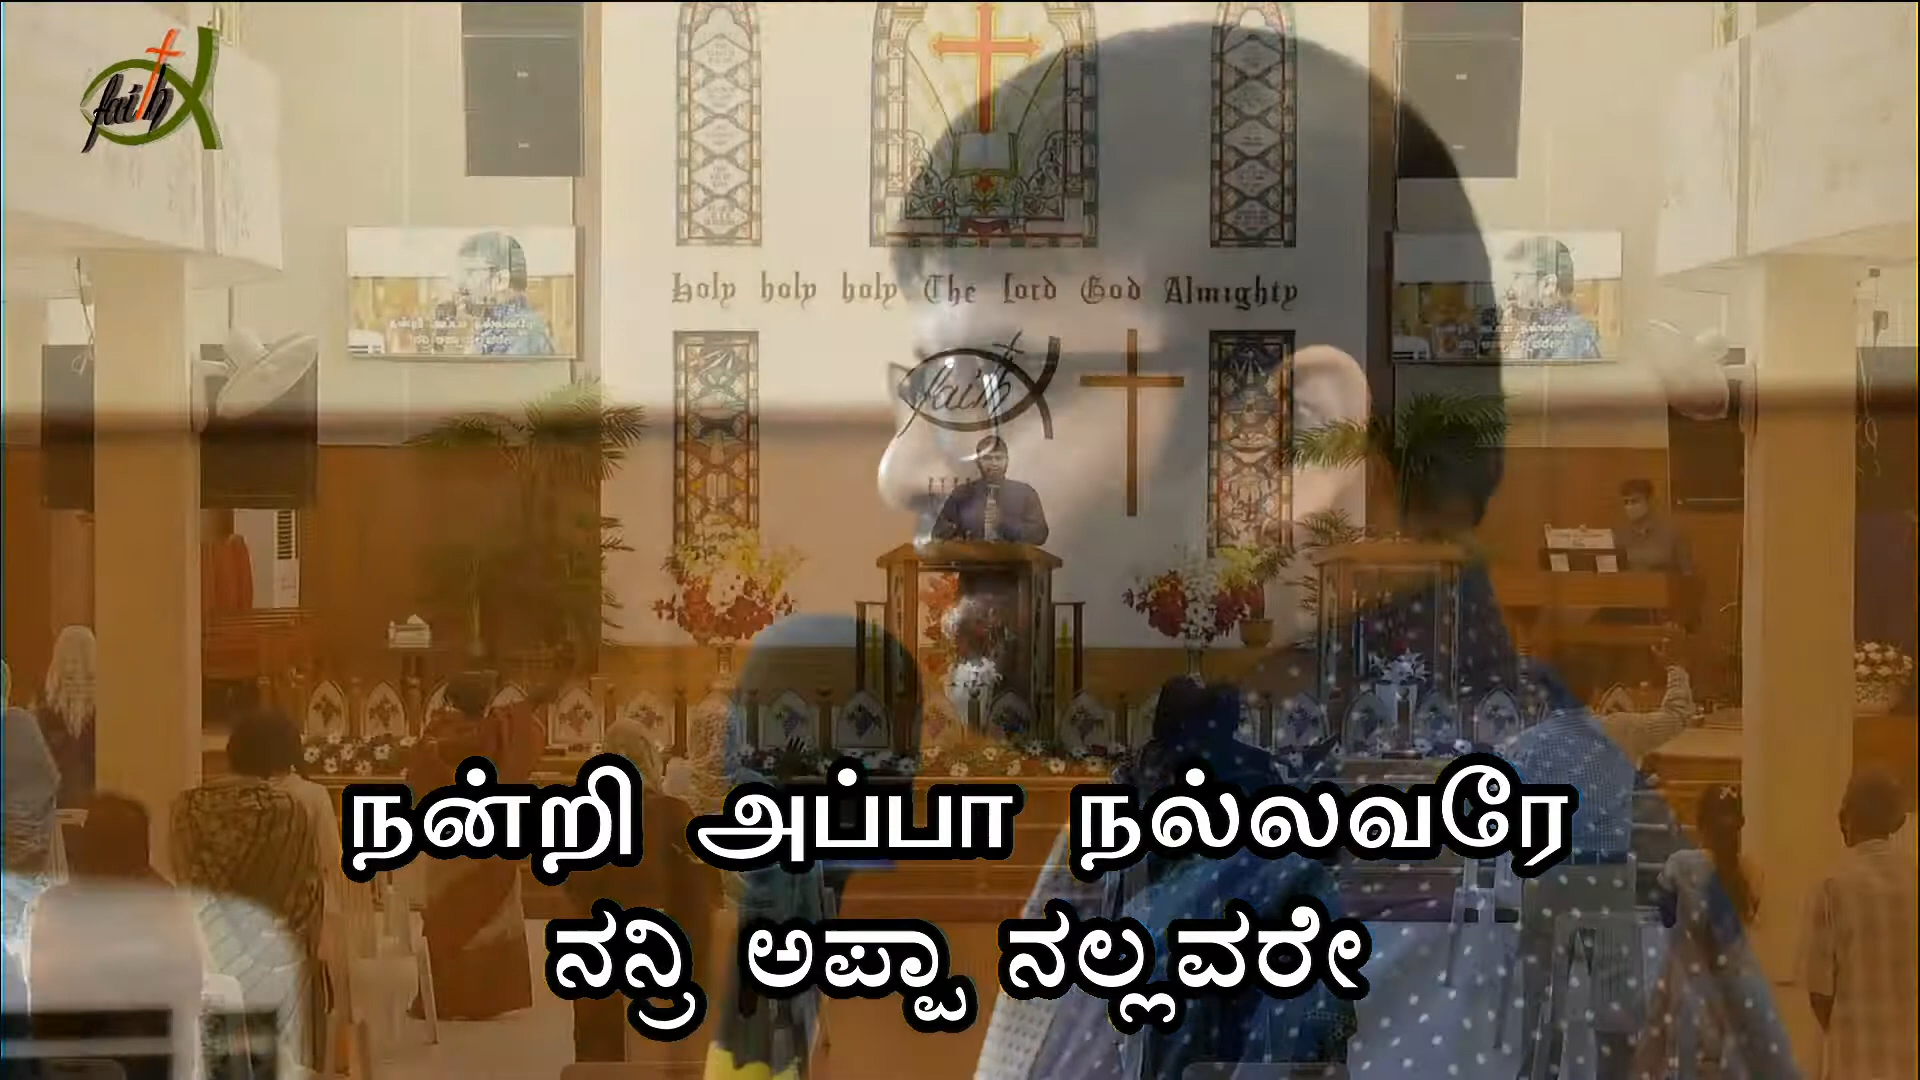 faith
Holy holy holy The Lord God Almighty
faith
நன்றி அப்பா நல்லவரே
ನನ್ರಿ ಅಪ್ಪಾ ನಲ್ಲವರೇ